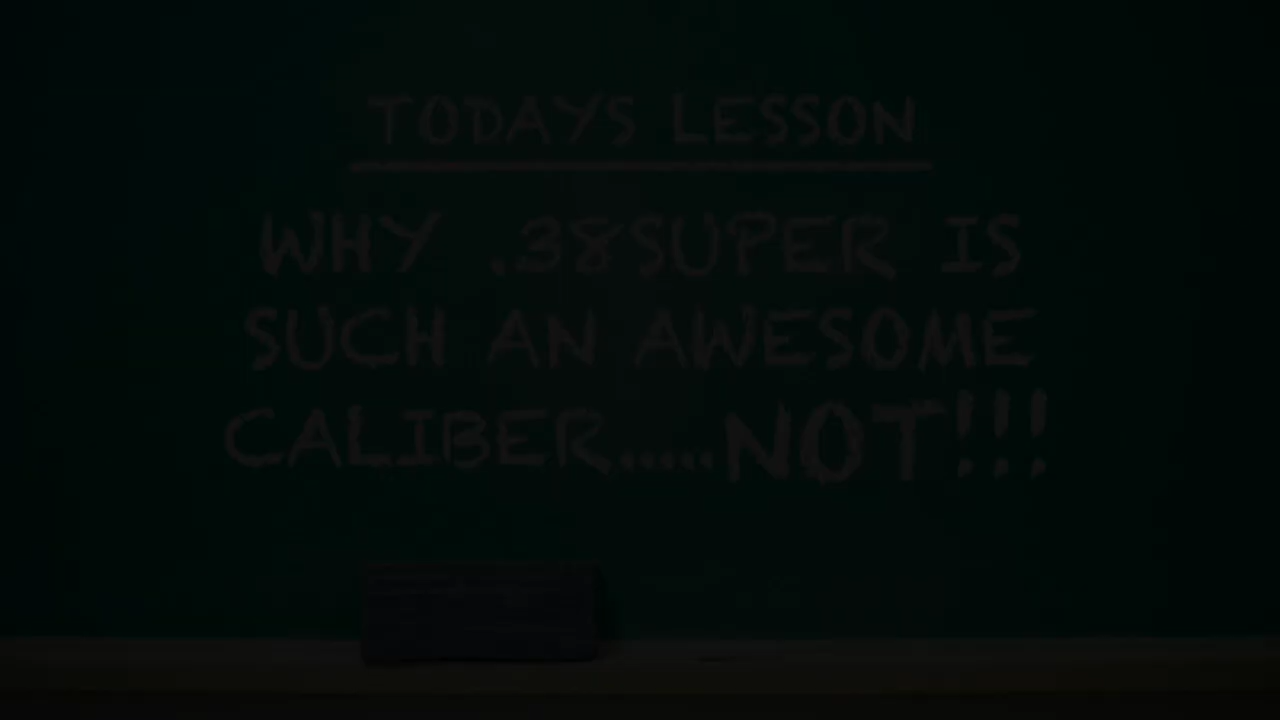 TODAYS LESSON
WHY .38SUPER IS
SUCH AN AWESOME
CALIBER.....NOT!!!